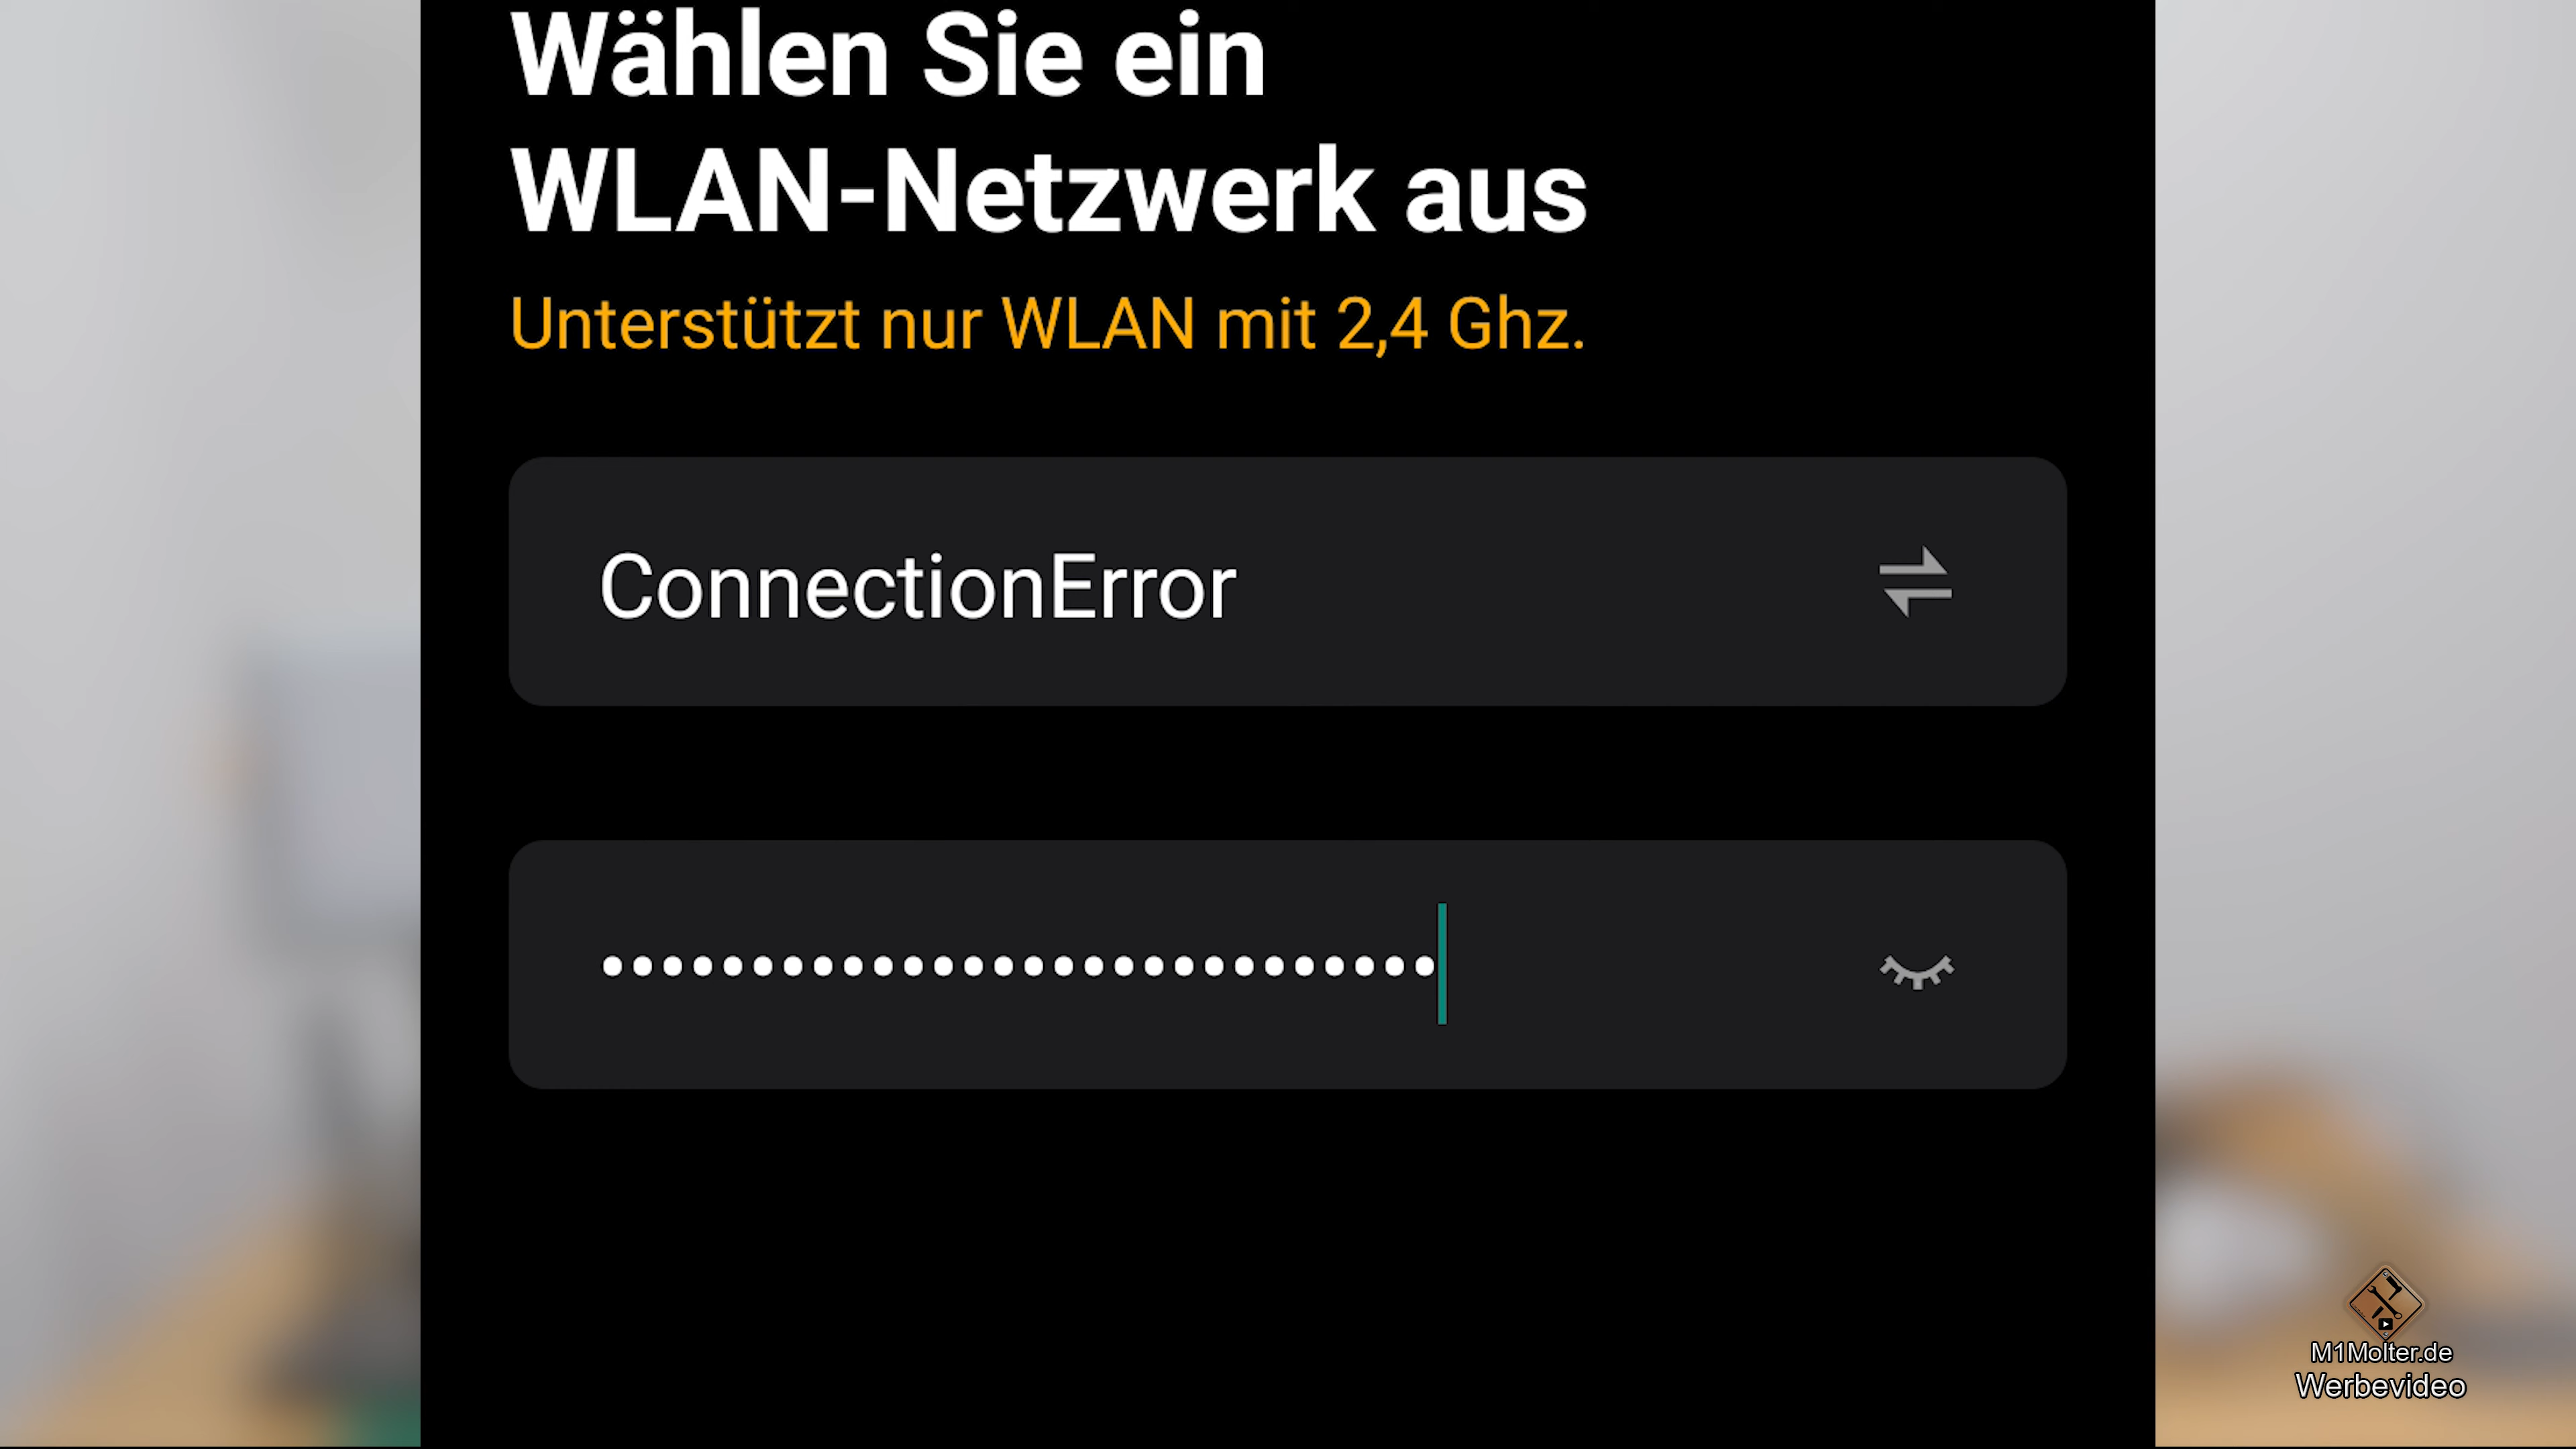 Wählen Sie ein
WLAN-Netzwerk aus
Unterstützt nur WLAN mit 2,4 Ghz.
ConnectionError
••••••••••••••••••••••••••••
M1Molter.de
Werbevideo